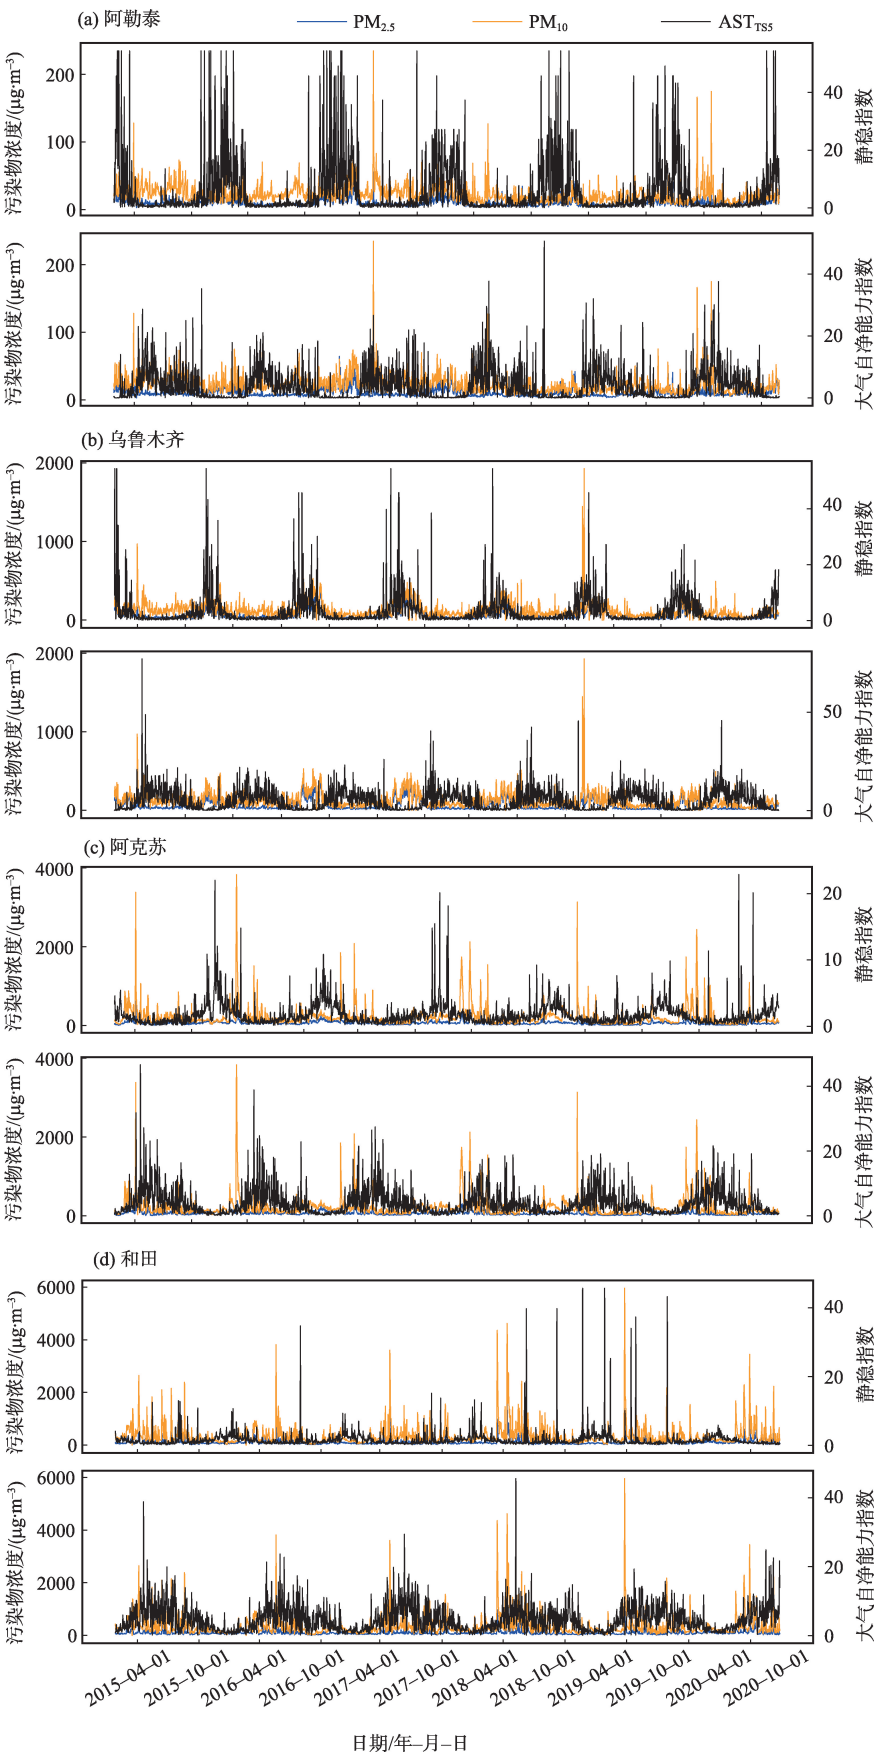 (a) 阿勒泰
PM2.5 PM10 ASTTS5
污染物浓度/(μg·m⁻³)
200
100
0
40
20
0
静稳指数
污染物浓度/(μg·m⁻³)
200
100
0
40
20
0
大气自净能力指数
(b) 乌鲁木齐
污染物浓度/(μg·m⁻³)
2000
1000
0
40
20
0
静稳指数
污染物浓度/(μg·m⁻³)
2000
1000
0
50
0
大气自净能力指数
(c) 阿克苏
污染物浓度/(μg·m⁻³)
4000
2000
0
20
10
0
静稳指数
污染物浓度/(μg·m⁻³)
4000
2000
0
40
20
0
大气自净能力指数
(d) 和田
污染物浓度/(μg·m⁻³)
6000
4000
2000
0
40
20
0
静稳指数
污染物浓度/(μg·m⁻³)
6000
4000
2000
0
40
20
0
大气自净能力指数
2015–04–01 2015–10–01 2016–04–01 2016–10–01 2017–04–01 2017–10–01 2018–04–01 2018–10–01 2019–04–01 2019–10–01 2020–04–01 2020–10–01
日期/年–月–日